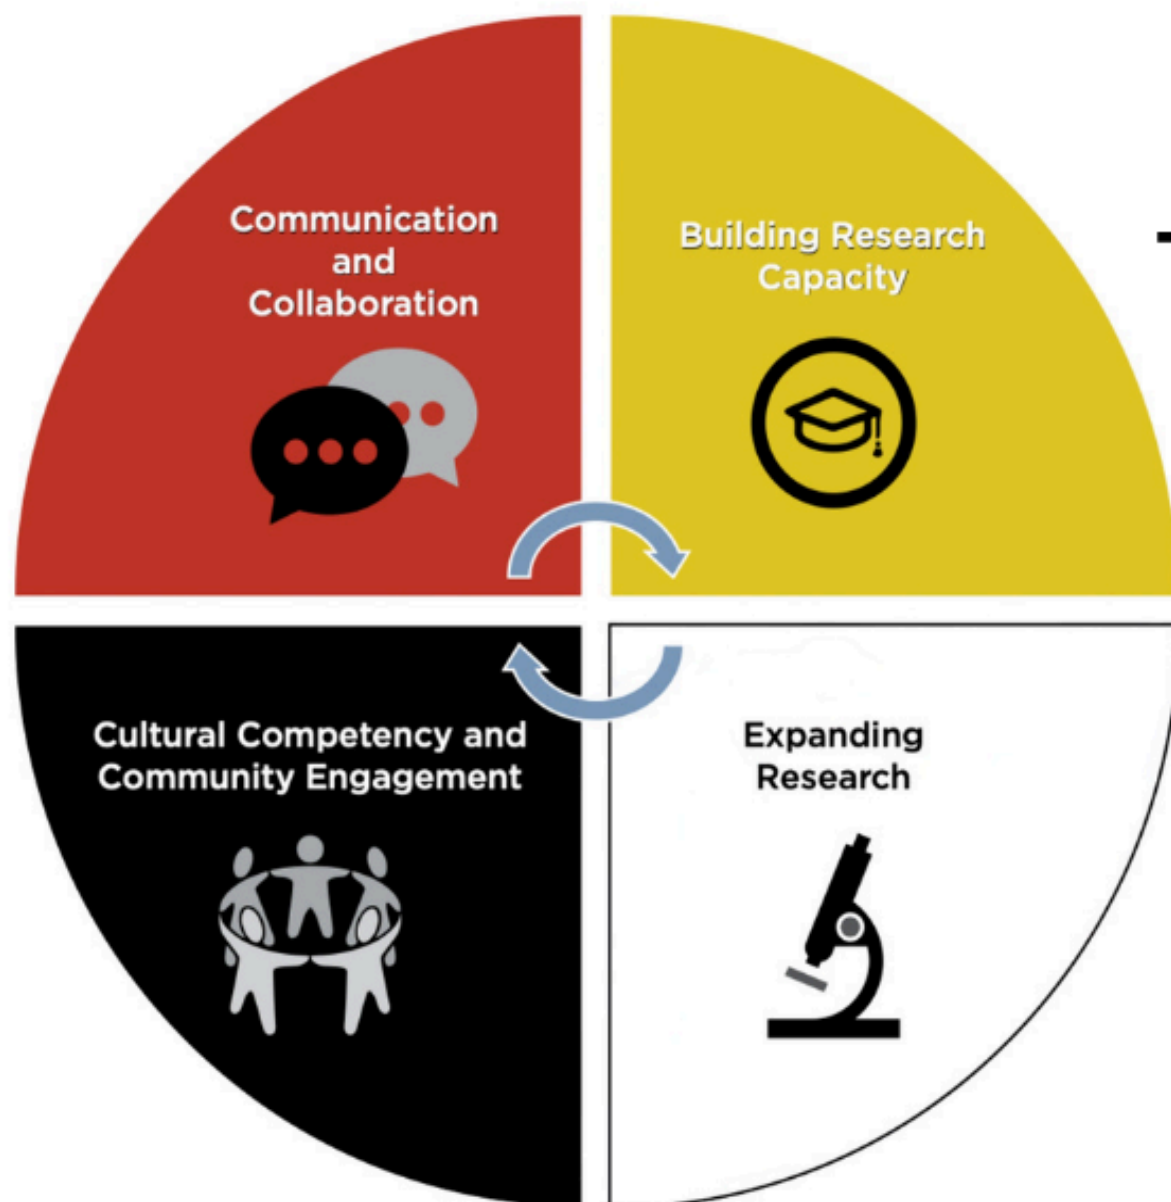 Communication
and
Collaboration
Building Research
Capacity
Cultural Competency and
Community Engagement
Expanding
Research